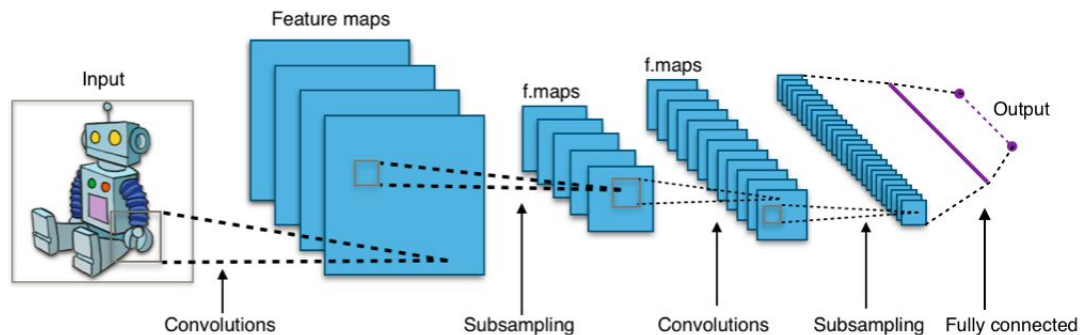 Feature maps
Input
f.maps
f.maps
Output
Convolutions
Subsampling
Convolutions
Subsampling
Fully connected